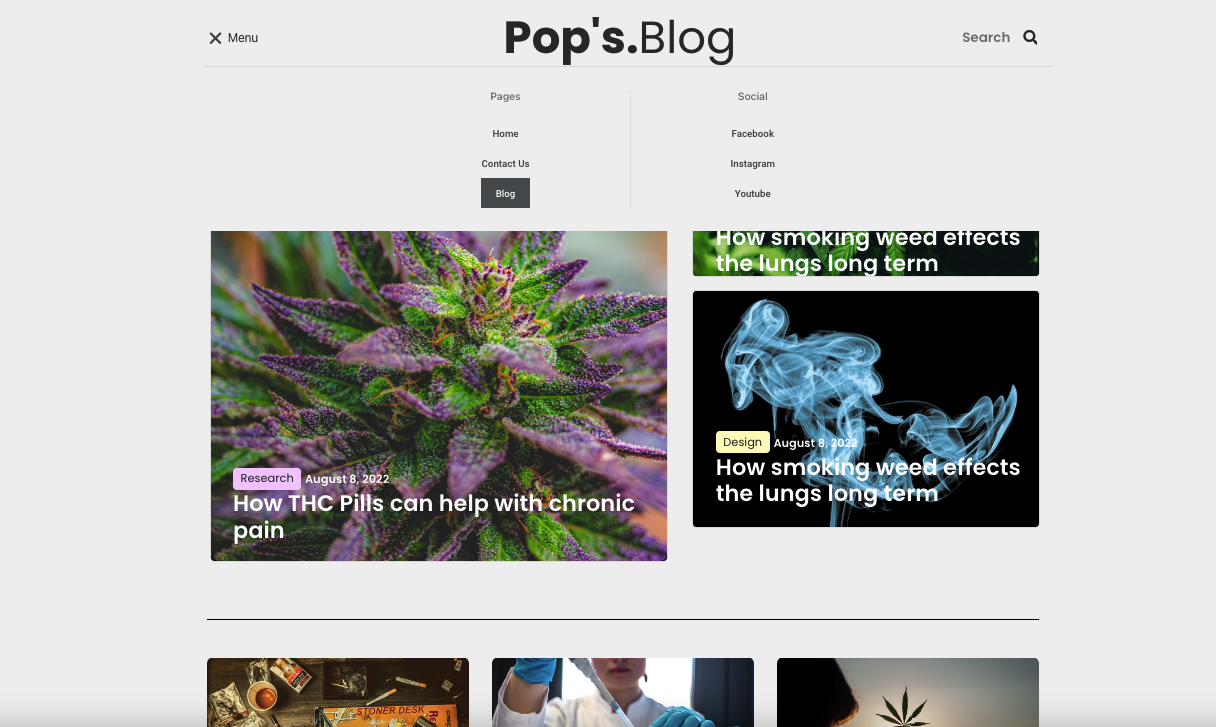 Menu
Pop's.Blog
Search
Pages
Home
Contact Us
Blog
Social
Facebook
Instagram
Youtube
Research August 8, 2022
How THC Pills can help with chronic
pain
How smoking weed effects
the lungs long term
Design August 8, 2022
How smoking weed effects
the lungs long term
STONER DESK